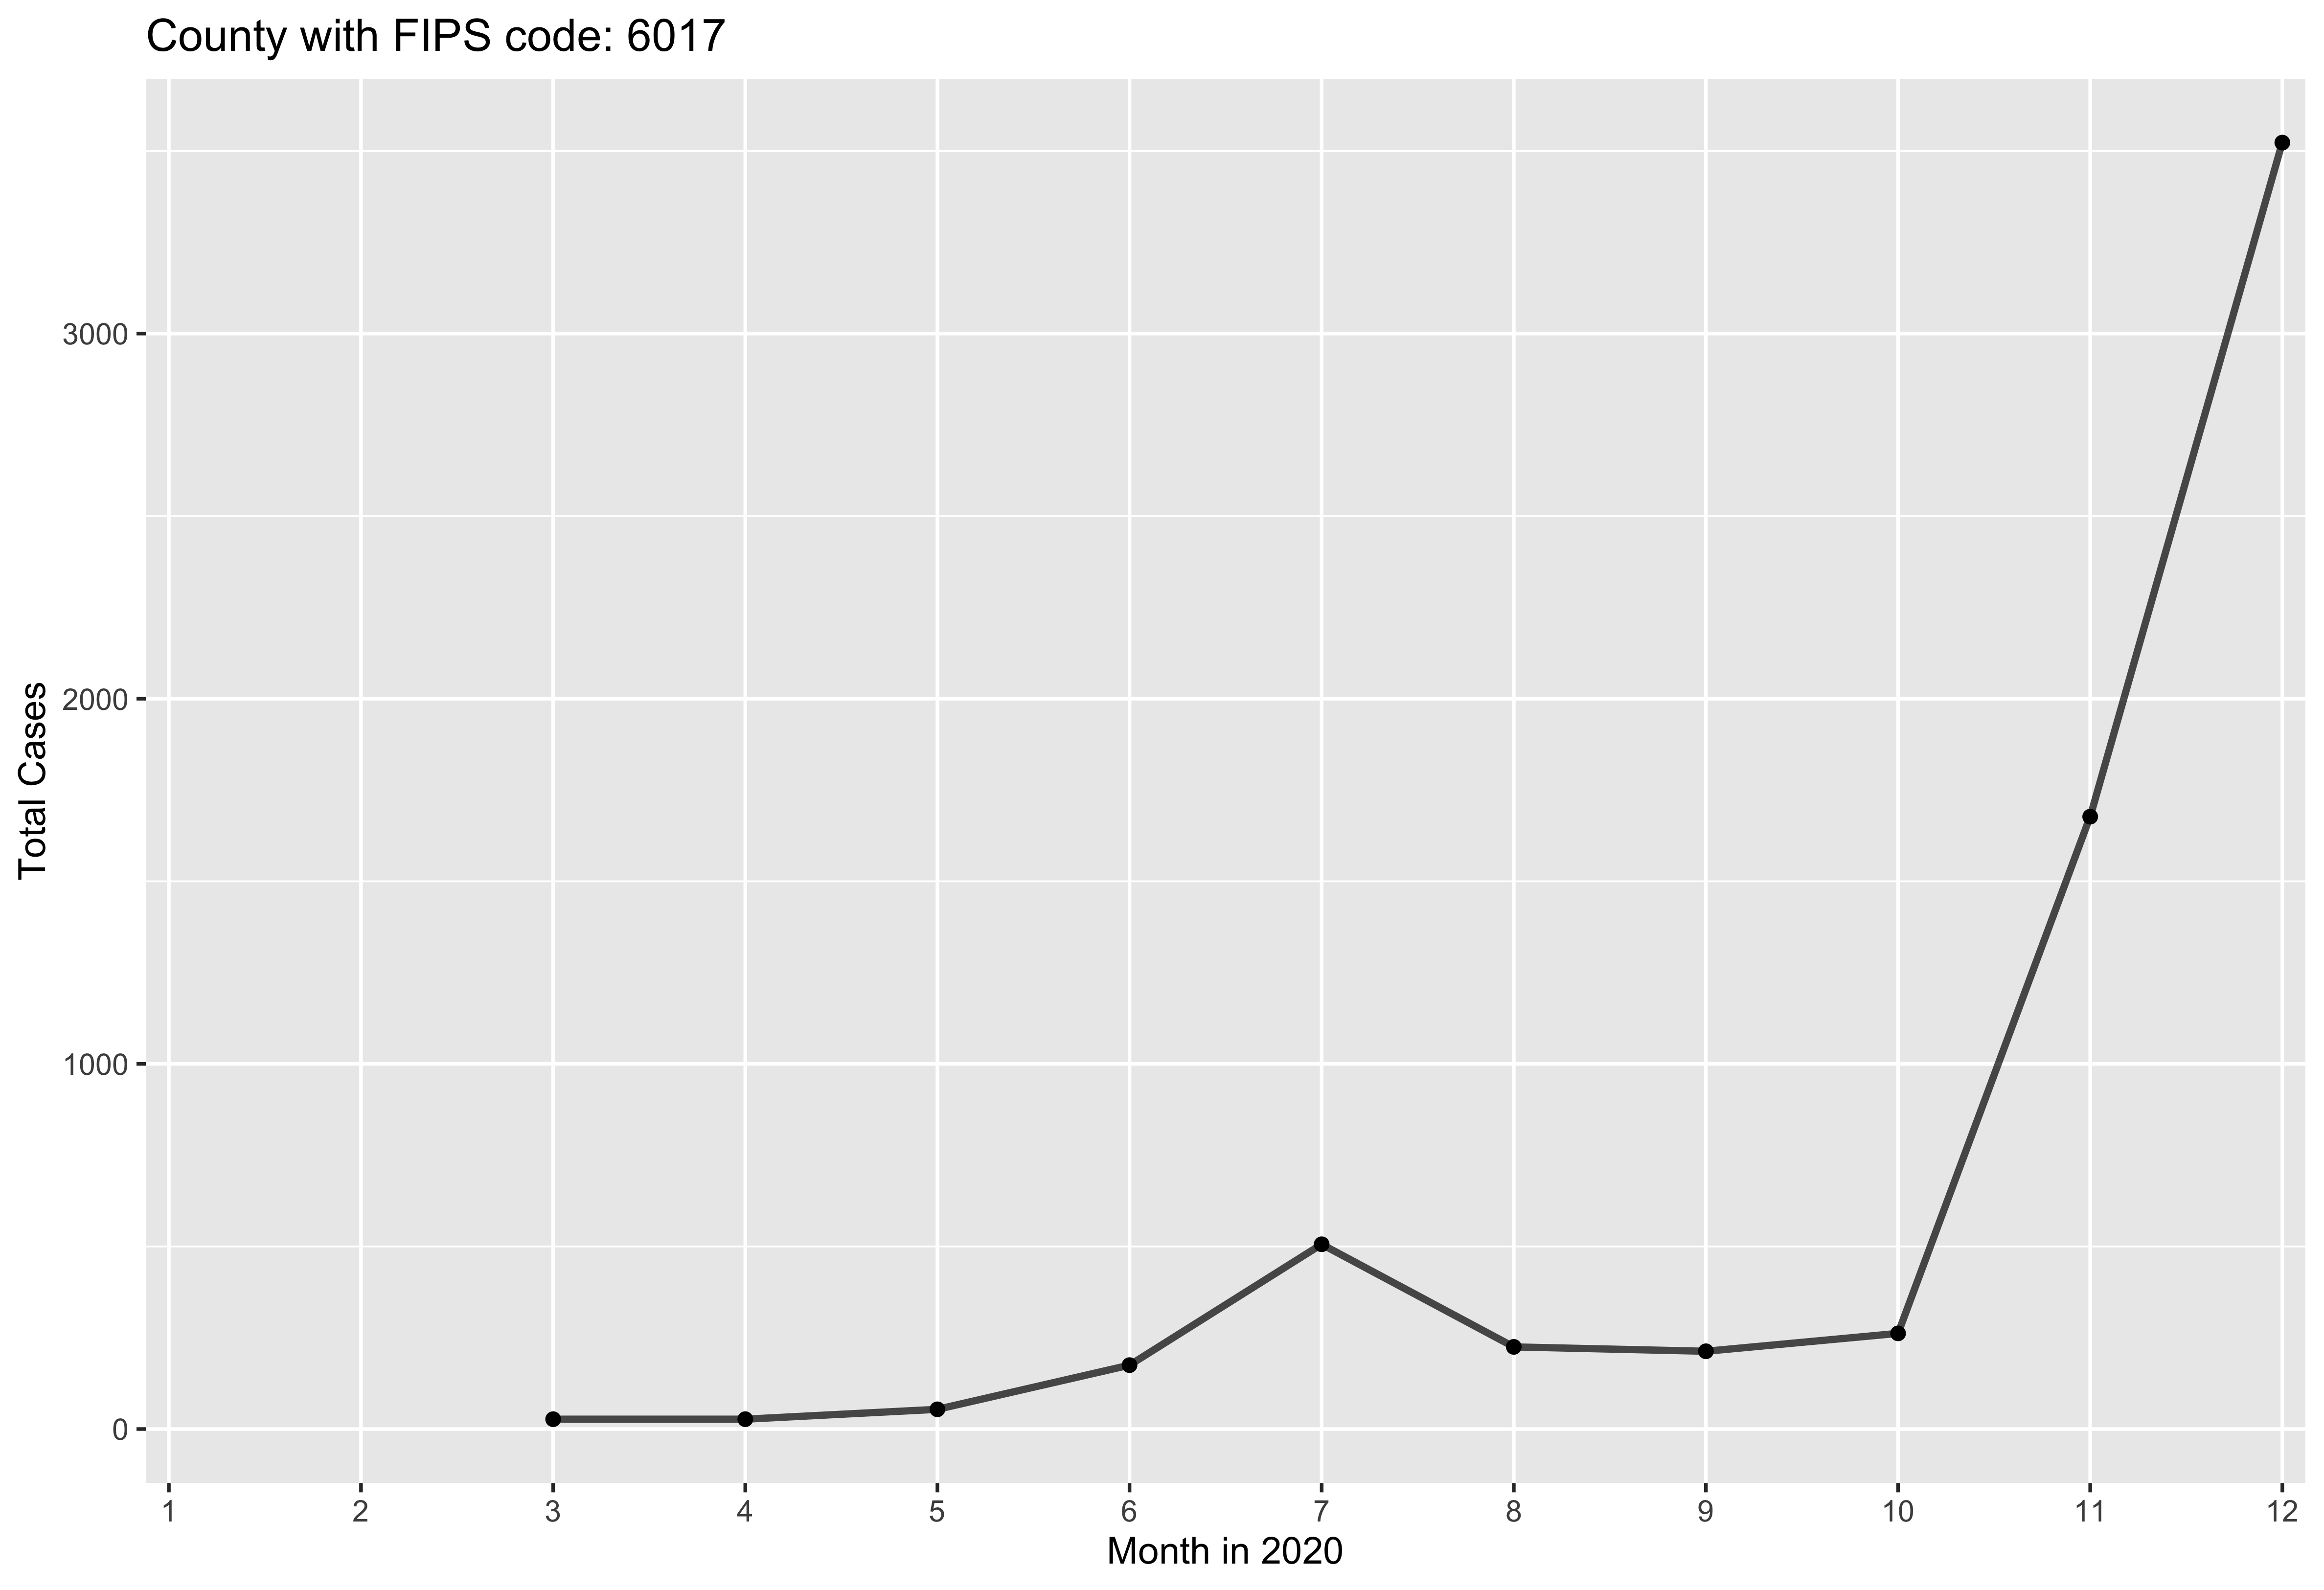 County with FIPS code: 6017
Total Cases
3000
2000
1000
0
1 2 3 4 5 6 7 8 9 10 11 12
Month in 2020